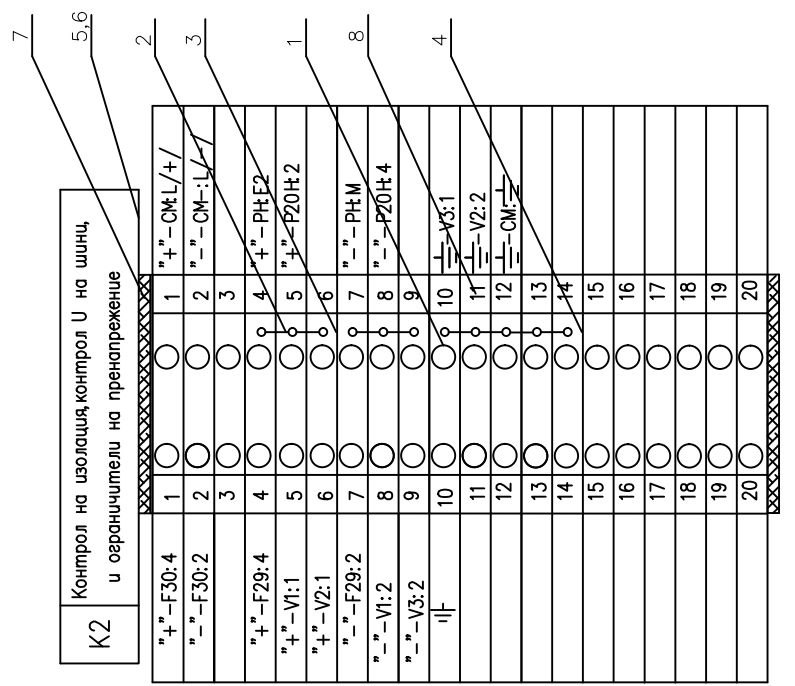 7
5,6
2
3
1
8
4
K2
Контрол на изолация,контрол U на шини,
и ограничители на пренапрежение
"+"-F30:4 1 1 "+"-CM:L/+/
"-"-F30:2 2 2 "-"-CM-:L/-/
3 3
"+"-F29:4 4 4 "+"-PH:E2
"+"-V1:1 5 5 "+"-P20H:2
"+"-V2:1 6 6
"-"-F29:2 7 7 "-"-PH:M
"-"-V1:2 8 8 "-"-P20H:4
"-"-V3:2 9 9
10 10 -V3:1
11 11 -V2:2
12 12 -CM:
13 13
14 14
15 15
16 16
17 17
18 18
19 19
20 20